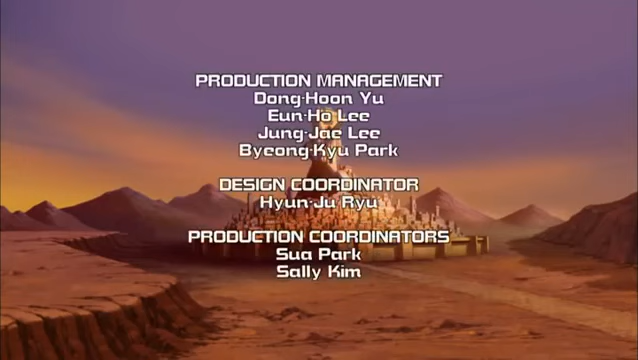 PRODUCTION MANAGEMENT
Dong-Hoon Yu
Eun-Ho Lee
Jung-Jae Lee
Byeong-Kyu Park
DESIGN COORDINATOR
Hyun-Ju Ryu
PRODUCTION COORDINATORS
Sua Park
Sally Kim